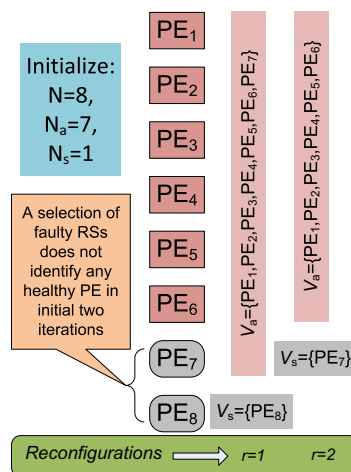 Initialize:
N=8,
Nₐ=7,
Nₛ=1
A selection of
faulty RSs
does not
identify any
healthy PE in
initial two
iterations
PE₁
PE₂
PE₃
PE₄
PE₅
PE₆
PE₇
PE₈
Vₐ={PE₁,PE₂,PE₃,PE₄,PE₅,PE₆,PE₇}
Vₛ={PE₈}
Vₐ={PE₁,PE₂,PE₃,PE₄,PE₅,PE₆}
Vₛ={PE₇}
Reconfigurations r=1 r=2